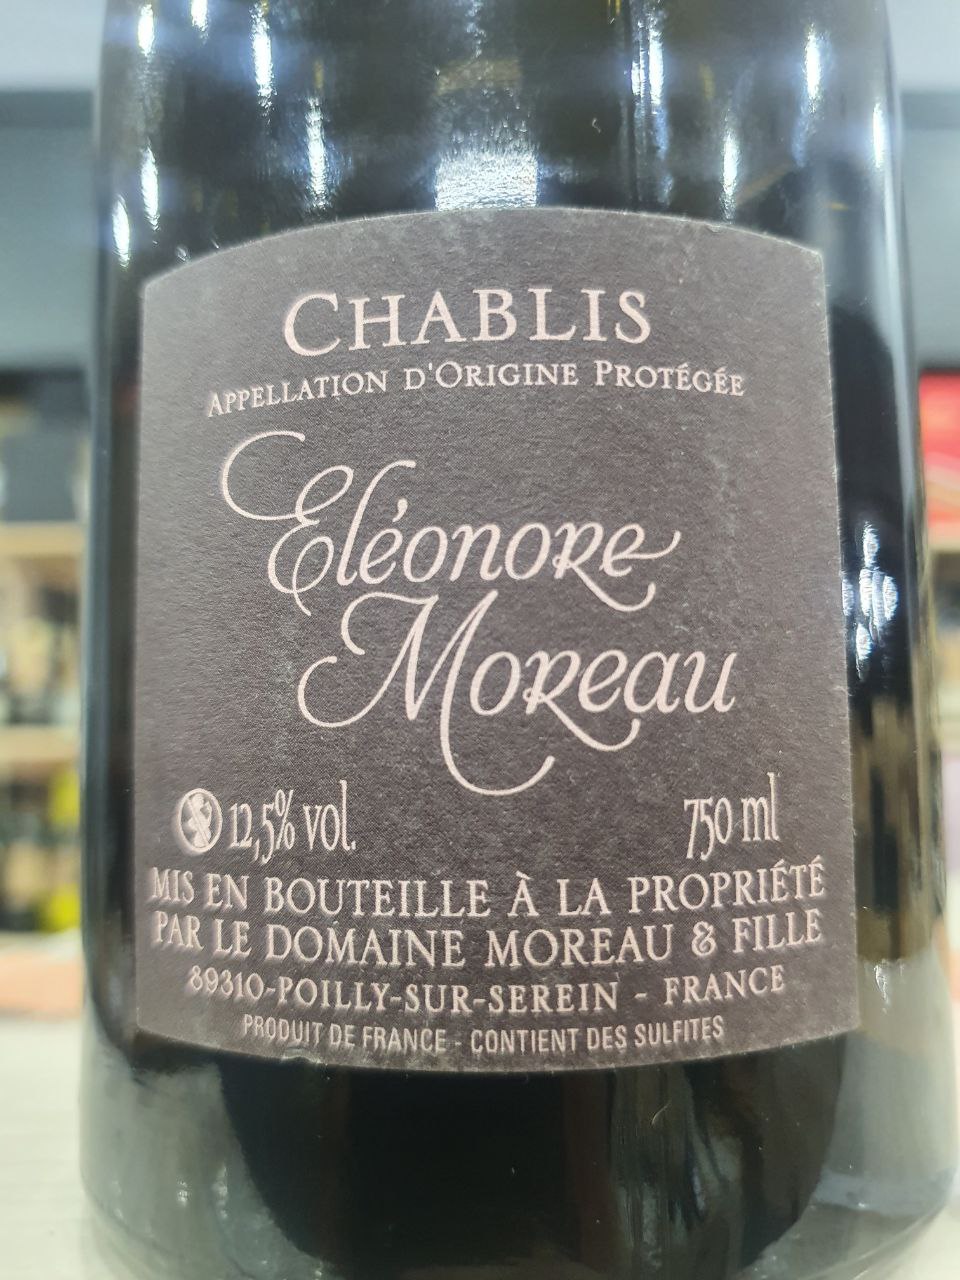 CHABLIS
APPELLATION D'ORIGINE PROTÉGÉE
Eléonore
Moreau
12,5% vol. 750 ml
MIS EN BOUTEILLE À LA PROPRIÉTÉ
PAR LE DOMAINE MOREAU & FILLE
89310-POILLY-SUR-SEREIN - FRANCE
PRODUIT DE FRANCE - CONTIENT DES SULFITES